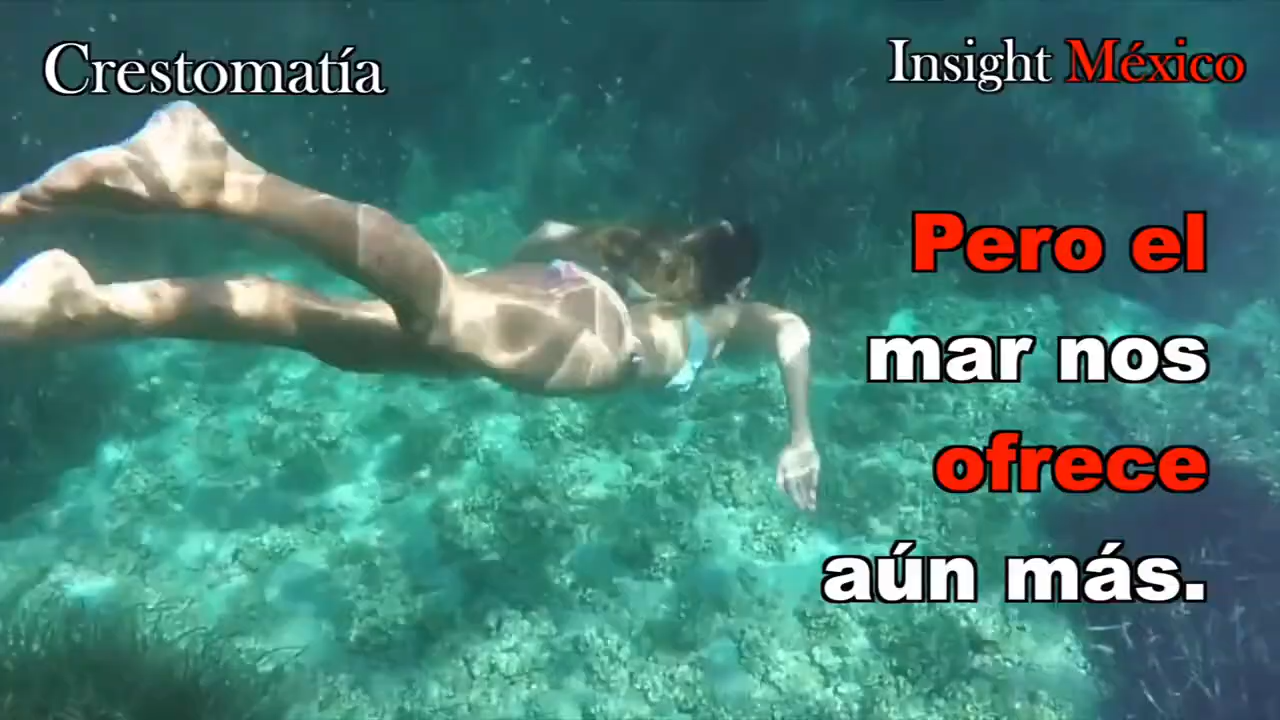 Crestomatía
Insight México
Pero el
mar nos
ofrece
aún más.